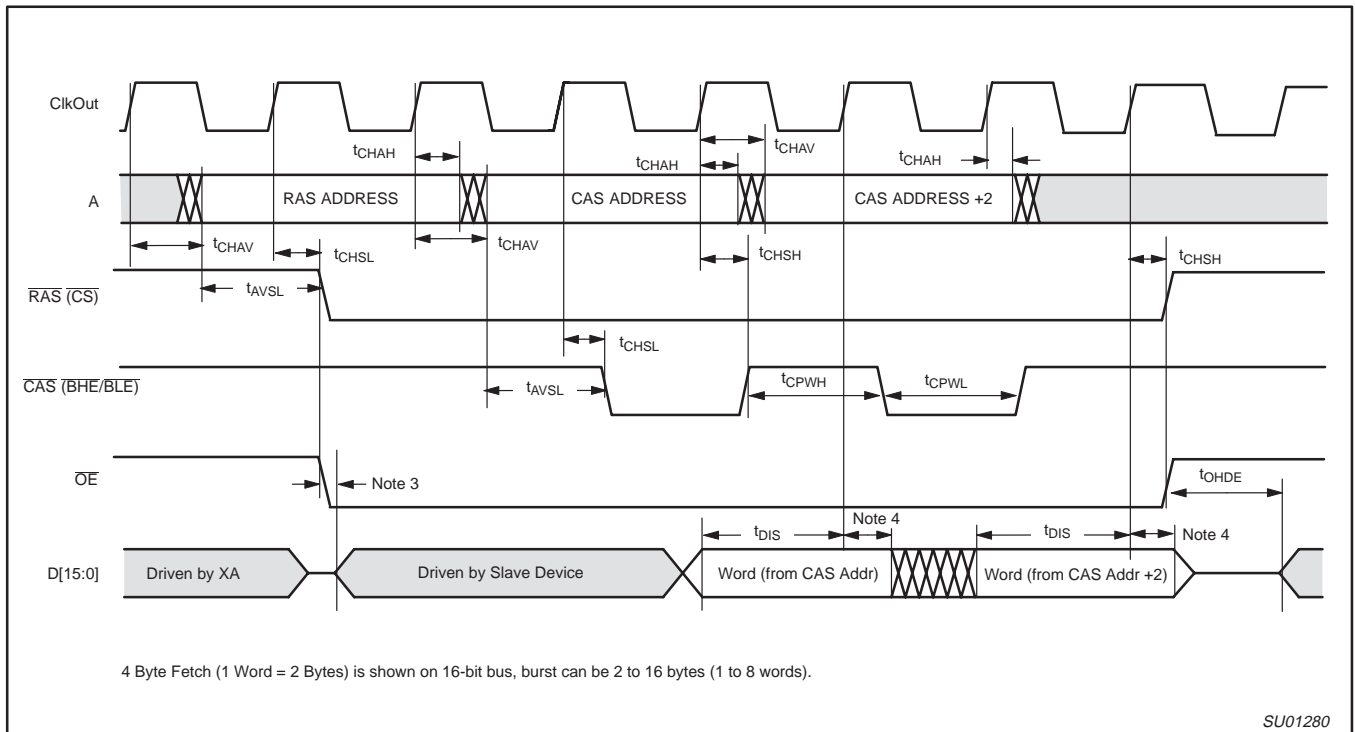 ClkOut
tCHAH
tCHAH
tCHAV
tCHAH
A
RAS ADDRESS
CAS ADDRESS
CAS ADDRESS +2
tCHAV
tCHSL
tCHAV
tCHSH
tCHSH
RAS (CS)
tAVSL
tCHSL
CAS (BHE/BLE)
tAVSL
tCPWH
tCPWL
OE
Note 3
tOHDE
tDIS
Note 4
tDIS
Note 4
D[15:0]
Driven by XA
Driven by Slave Device
Word (from CAS Addr)
Word (from CAS Addr +2)
4 Byte Fetch (1 Word = 2 Bytes) is shown on 16-bit bus, burst can be 2 to 16 bytes (1 to 8 words).
SU01280